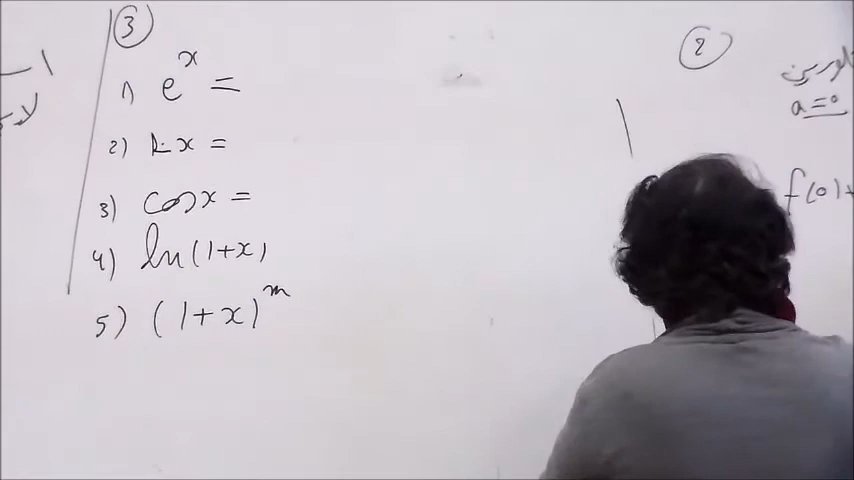 ③
1) e^x =
2) sin x =
3) cos x =
4) ln(1+x)
5) (1+x)^m
②
a=0
f(0)+